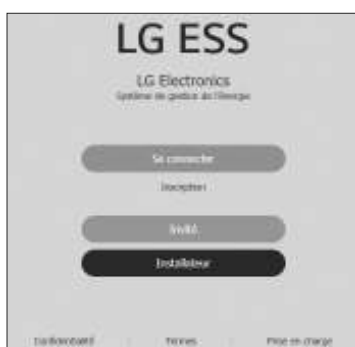 LG ESS
LG Electronics
Système de gestion de l'énergie
Se connecter
Inscription
Invité
Installateur
Confidentialité Termes Prise en charge